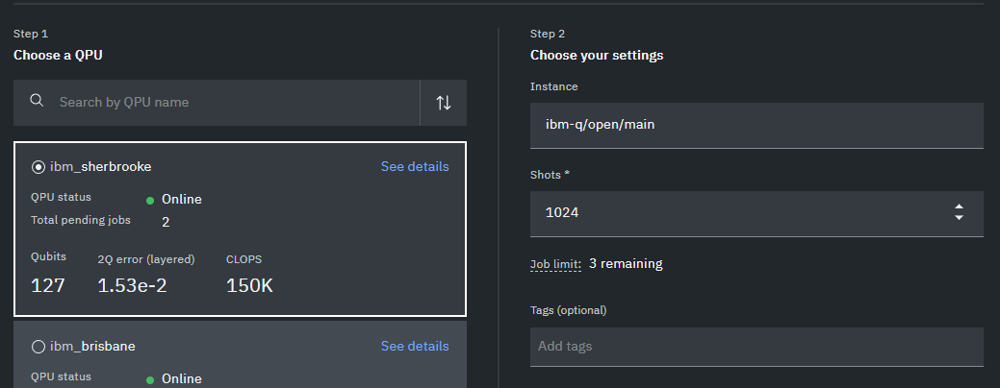 Step 1
Choose a QPU
Search by QPU name
ibm_sherbrooke
See details
QPU status
Online
Total pending jobs
2
Qubits
2Q error (layered)
CLOPS
127
1.53e-2
150K
ibm_brisbane
See details
QPU status
Online
Step 2
Choose your settings
Instance
ibm-q/open/main
Shots *
1024
Job limit: 3 remaining
Tags (optional)
Add tags